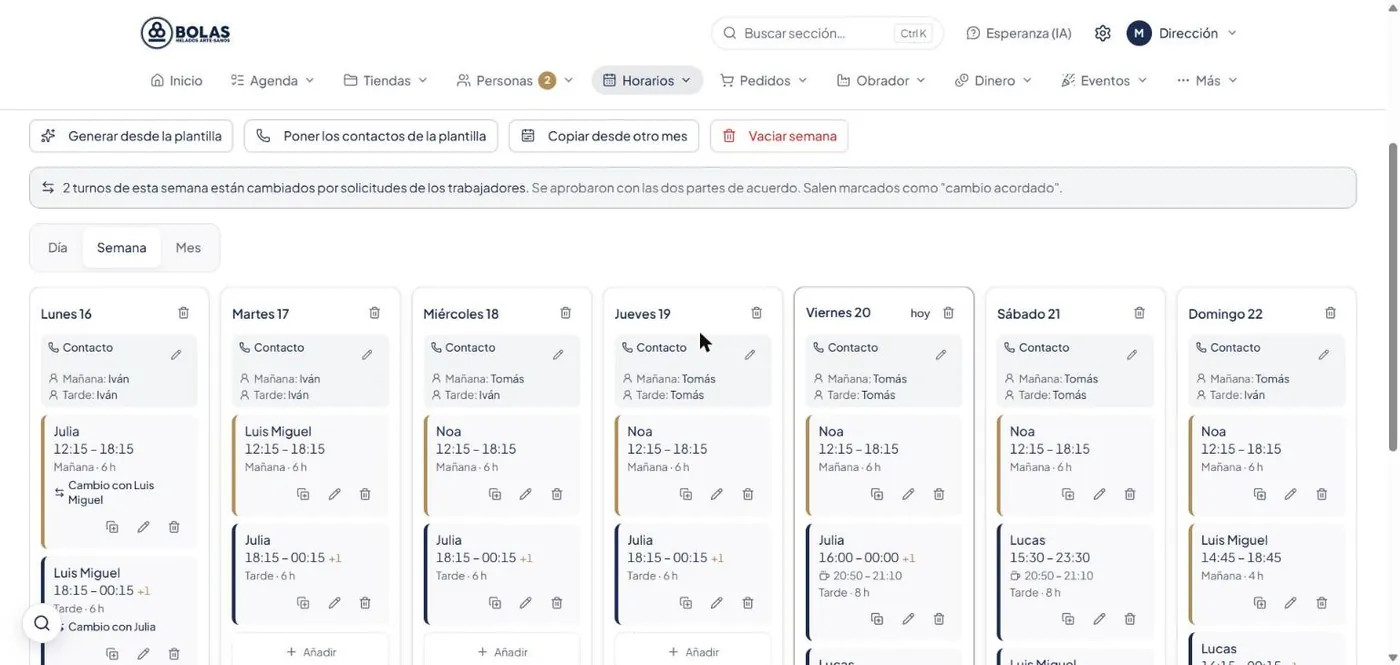 BOLAS
HELADOS ARTE-SANOS
Buscar sección...
Ctrl K
Esperanza (IA)
M
Dirección
Inicio
Agenda
Tiendas
Personas 2
Horarios
Pedidos
Obrador
Dinero
Eventos
Más
Generar desde la plantilla
Poner los contactos de la plantilla
Copiar desde otro mes
Vaciar semana
2 turnos de esta semana están cambiados por solicitudes de los trabajadores. Se aprobaron con las dos partes de acuerdo. Salen marcados como "cambio acordado".
Día
Semana
Mes
Lunes 16
Contacto
Mañana: Iván
Tarde: Iván
Julia
12:15 – 18:15
Mañana · 6 h
Cambio con Luis
Miguel
Luis Miguel
18:15 – 00:15 +1
Tarde · 6 h
Cambio con Julia
Martes 17
Contacto
Mañana: Iván
Tarde: Iván
Luis Miguel
12:15 – 18:15
Mañana · 6 h
Julia
18:15 – 00:15 +1
Tarde · 6 h
Añadir
Miércoles 18
Contacto
Mañana: Tomás
Tarde: Iván
Noa
12:15 – 18:15
Mañana · 6 h
Julia
18:15 – 00:15 +1
Tarde · 6 h
Añadir
Jueves 19
Contacto
Mañana: Tomás
Tarde: Tomás
Noa
12:15 – 18:15
Mañana · 6 h
Julia
18:15 – 00:15 +1
Tarde · 6 h
Añadir
Viernes 20
hoy
Contacto
Mañana: Tomás
Tarde: Tomás
Noa
12:15 – 18:15
Mañana · 6 h
Julia
16:00 – 00:00 +1
20:50 – 21:10
Tarde · 8 h
Lucas
Sábado 21
Contacto
Mañana: Tomás
Tarde: Tomás
Noa
12:15 – 18:15
Mañana · 6 h
Lucas
15:30 – 23:30
20:50 – 21:10
Tarde · 8 h
Luis Miguel
Domingo 22
Contacto
Mañana: Tomás
Tarde: Iván
Noa
12:15 – 18:15
Mañana · 6 h
Luis Miguel
14:45 – 18:45
Mañana · 4 h
Lucas